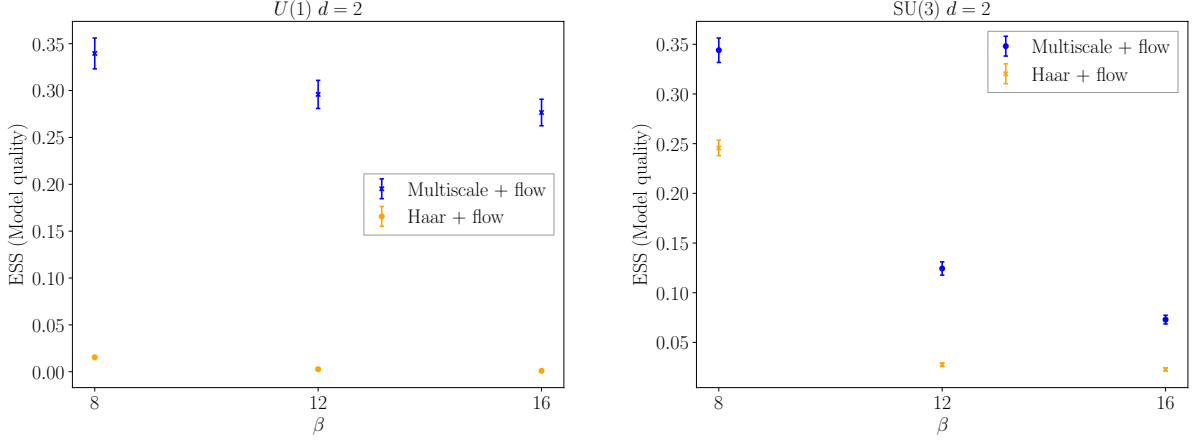 U(1) d = 2
ESS (Model quality)
0.35
0.30
0.25
0.20
0.15
0.10
0.05
0.00
Multiscale + flow
Haar + flow
8
12
16
β
SU(3) d = 2
ESS (Model quality)
0.35
0.30
0.25
0.20
0.15
0.10
0.05
Multiscale + flow
Haar + flow
8
12
16
β